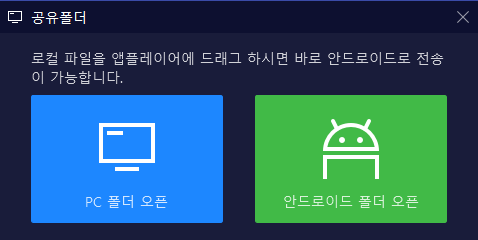 공유폴더
로컬 파일을 앱플레이어에 드래그 하시면 바로 안드로이드로 전송
이 가능합니다.
PC 폴더 오픈
안드로이드 폴더 오픈